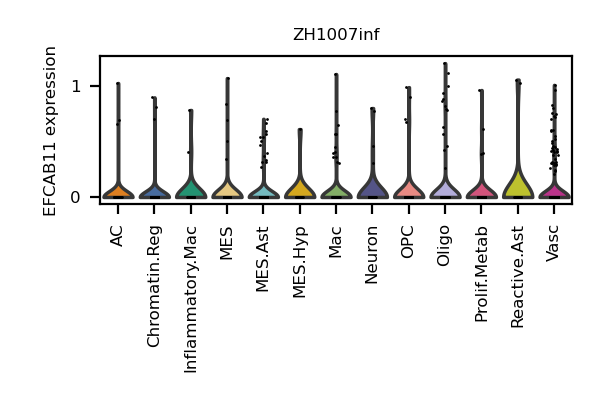 ZH1007inf
EFCAB11 expression
1
0
AC
Chromatin.Reg
Inflammatory.Mac
MES
MES.Ast
MES.Hyp
Mac
Neuron
OPC
Oligo
Prolif.Metab
Reactive.Ast
Vasc